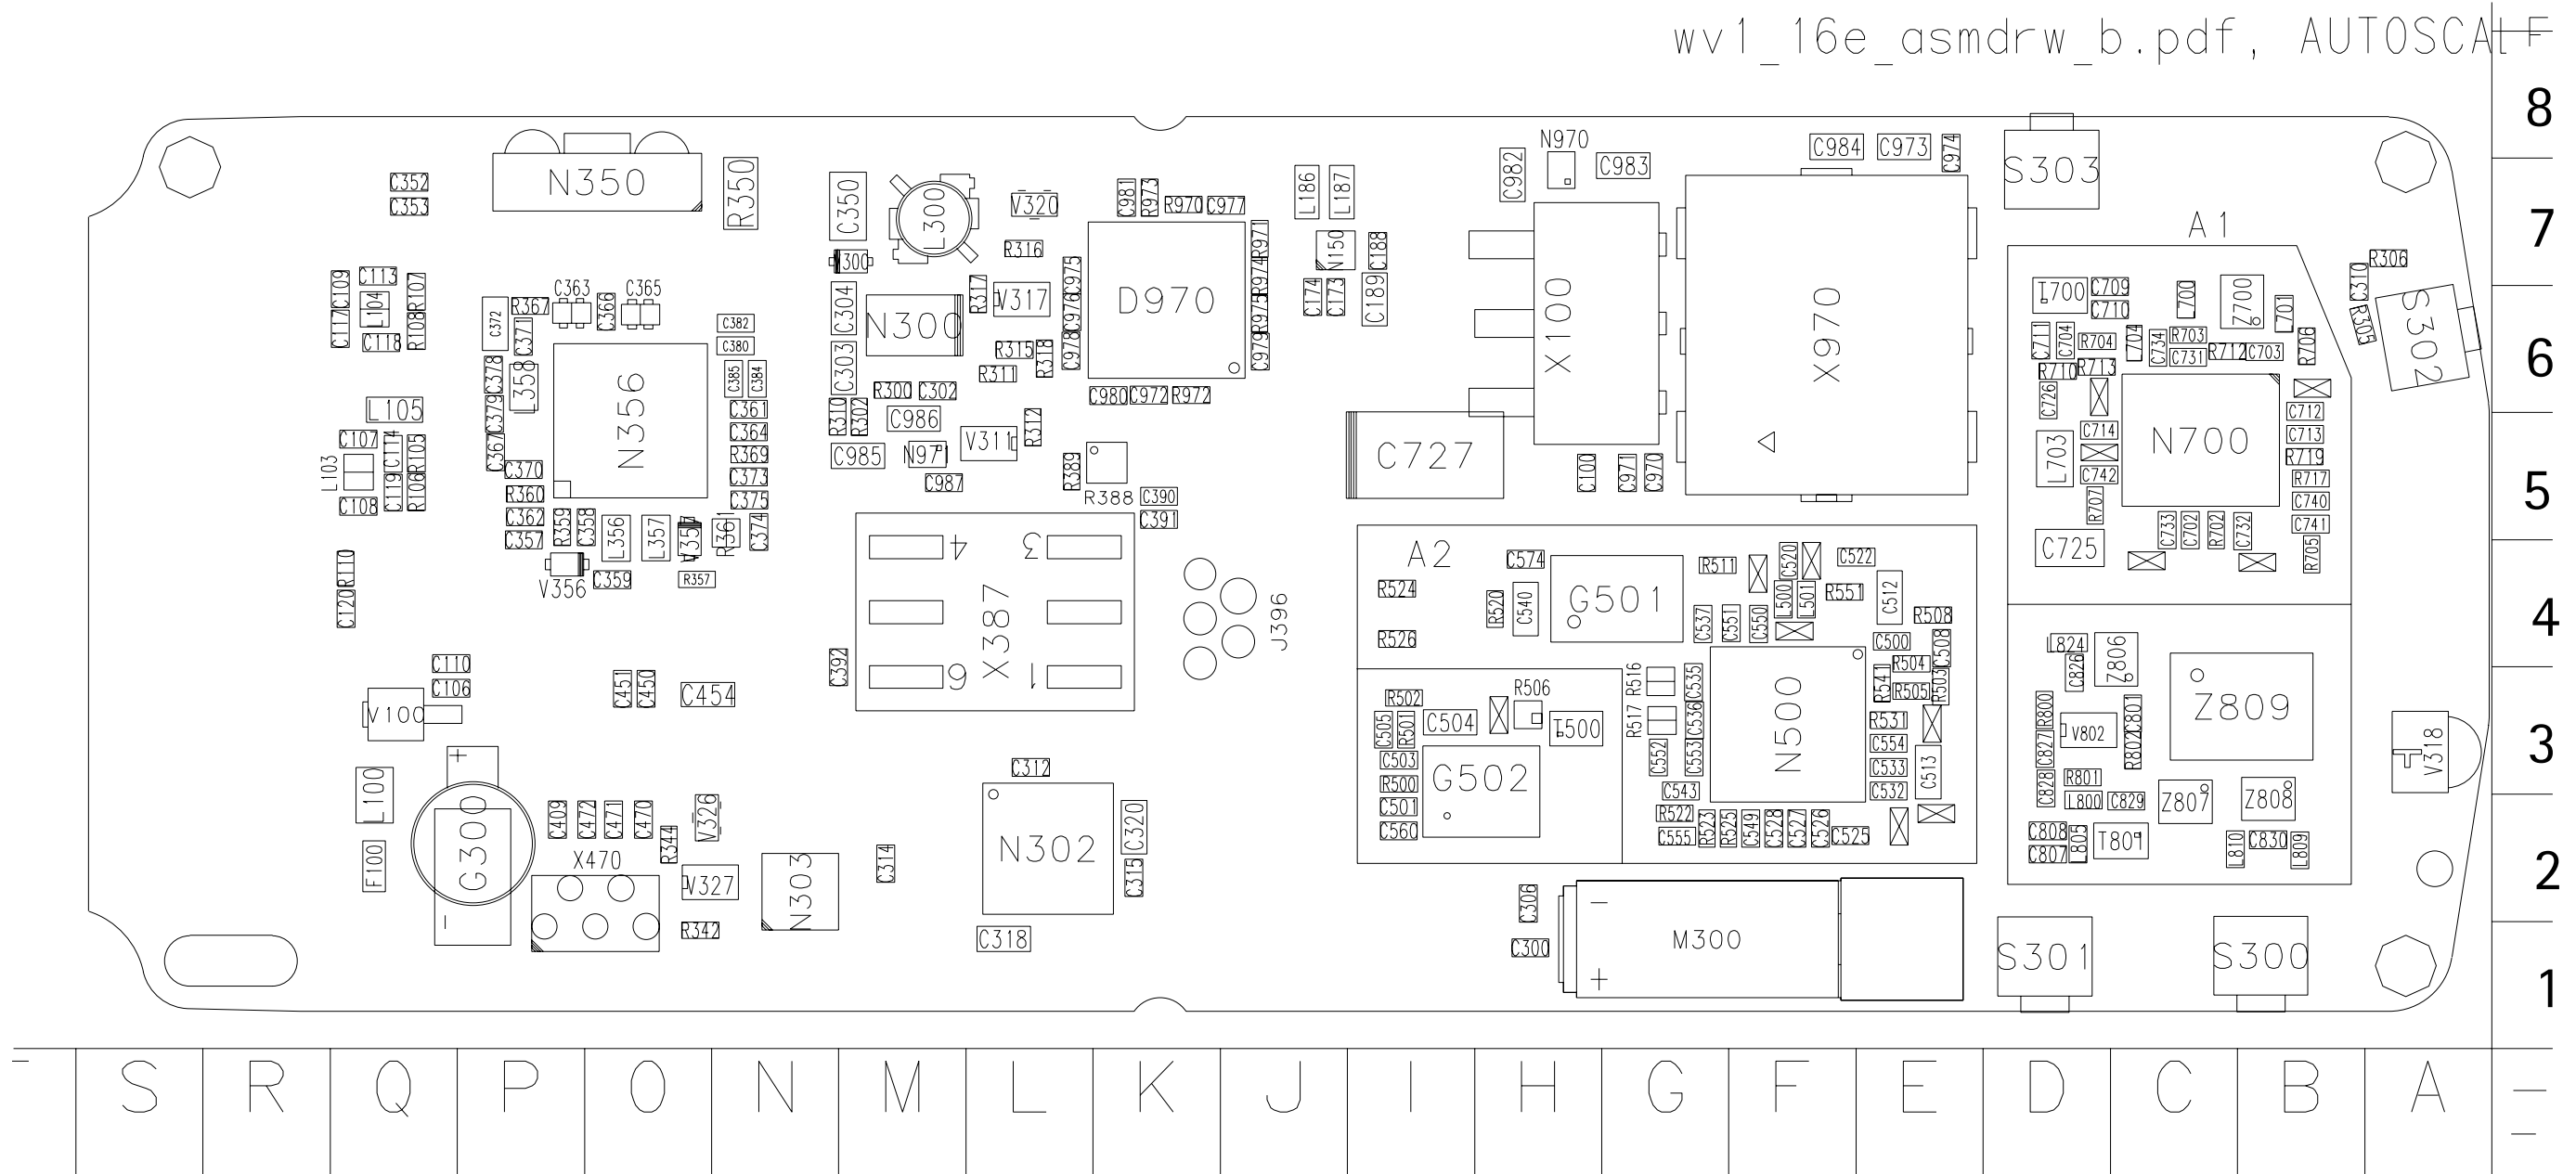 wv1_16e_asmdrw_b.pdf, AUTOSCALE
8
N970
C984 C973 C974
C982 C983
S303
C352
C353
N350
R350
C350
L300
V320
C981 R973 R970 C977
L186 L187
7
A1
R316
R971
N150 C188
R306
V300
C109 C113 R107
L104
C117 C118 R108
C363 C365
R367 C366
C372 C371
C382
C380
C304
N300
R317 V317
C975
C976
C978
D970
R974
R975
C979
C174 C173 C189
X100
X970
T700 C709
C710
L700 Z700 L701
C310
R305
S302
C711 C704 R704 L704 C734 R703
C731 R712 C703 R706
6
C303
R315 R318
R311
C385 C384
C378 L358
C379
N356
R300 C302
C980 C972 R972
R710 R713
C726
L105
C361
C364
R369
C373
C375
R310 R302 C986
R312
C712
C107 C114 R105
C367
C370
R360
C362
C357
L103
C108 C119 R106
C985 N971 V311
C987
R389
R388
C390
C391
C727
C100 C971 C970
L703 C714
C742
R707
N700
C713
R719
R717
C740
C741
5
R359 C358 L356 L357 V357 R361 C374
C725
C733 C702 R702 C732
R705
R110
V356
C359
R357
4 3
A2
C574
G501
R511
C520
C522
R524
R520 C540
L500 L501 R551 C512
C120
X387
J396
C537 C551 C550
R508
4
R526
C500 C508
L824
C826 Z806
C110
C106
C392
6 1
C451 C450 C454
R516 C535
R541 R504
R505 R503
R502
R506
V100
C505 R501 C504
T500
R517 C536
N500
R531
R800
V802
C801
Z809
C503
C552 C553
C554
C827
R802
V318
3
+
C312
R500
G502
C533
C513
L100
C501
C543
C532
C828 R801
L800 C829
Z807
Z808
C409 C472 C471 C470
V326
N302
C320
C560
R522
C555 R523 R525 C549 C528 C527 C526 C525
C808
C807 L805 T801
L810 C830 L809
F100
G300
X470
R344
V327
N303
C314
C315
2
-
R342
C318
C306
C300
-
M300
+
S301
S300
1
S R Q P O N M L K J I H G F E D C B A